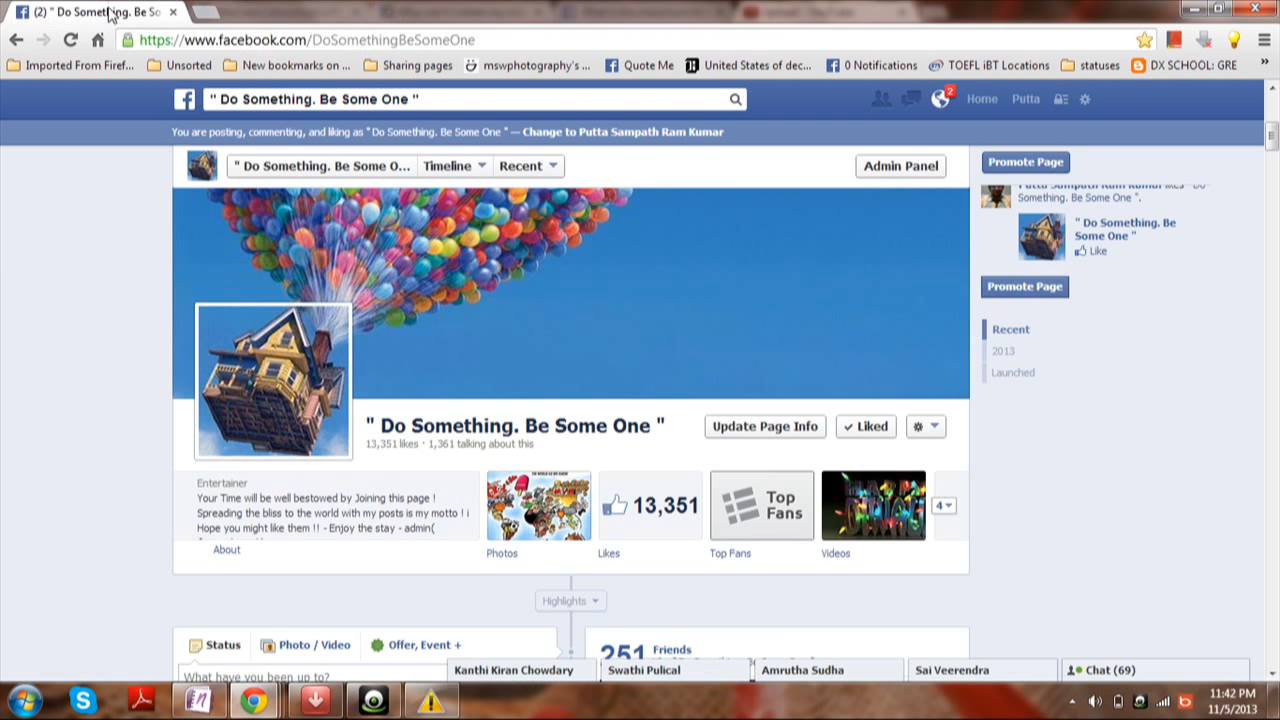 (2) " Do Something. Be So
https://www.facebook.com/DoSomethingBeSomeOne
Imported From Firef...
Unsorted
New bookmarks on ...
Sharing pages
mswphotography's ...
Quote Me
United States of dec...
0 Notifications
TOEFL iBT Locations
statuses
DX SCHOOL: GRE
" Do Something. Be Some One "
2
Home
Putta
You are posting, commenting, and liking as " Do Something. Be Some One " — Change to Putta Sampath Ram Kumar
" Do Something. Be Some O...
Timeline
Recent
Admin Panel
Promote Page
Putta Sampath Ram Kumar likes " Do
Something. Be Some One ".
" Do Something. Be
Some One "
Like
Promote Page
Recent
2013
Launched
" Do Something. Be Some One "
13,351 likes · 1,361 talking about this
Update Page Info
Liked
Entertainer
Your Time will be well bestowed by Joining this page !
Spreading the bliss to the world with my posts is my motto ! i
Hope you might like them !! - Enjoy the stay - admin(
About
Photos
13,351
Likes
Top
Fans
Top Fans
Videos
4
Highlights
Status
Photo / Video
Offer, Event +
What have you been up to?
251
Friends
Kanthi Kiran Chowdary
Swathi Pulical
Amrutha Sudha
Sai Veerendra
Chat (69)
11:42 PM
11/5/2013